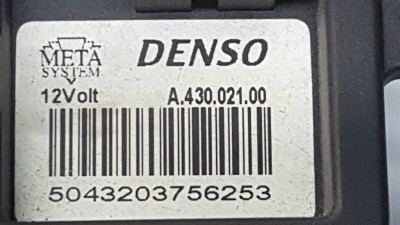 META
SYSTEM
DENSO
12Volt A.430.021.00
5043203756253